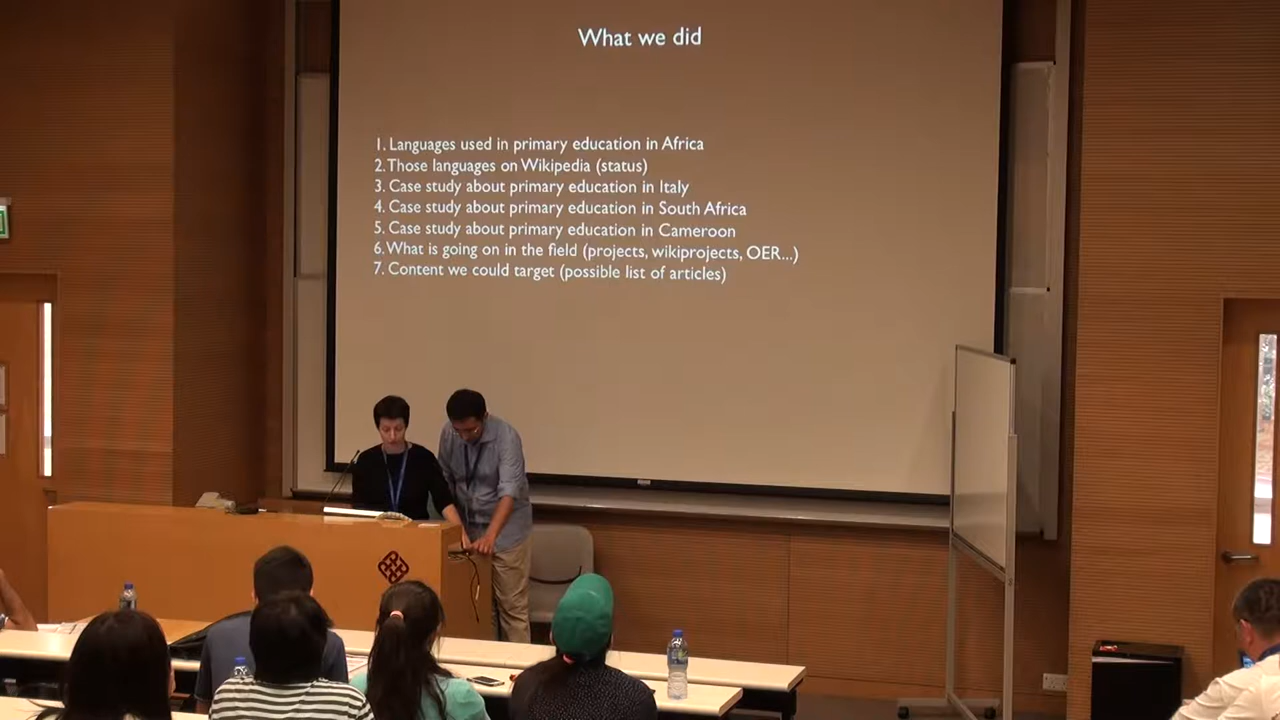 What we did
1. Languages used in primary education in Africa
2. Those languages on Wikipedia (status)
3. Case study about primary education in Italy
4. Case study about primary education in South Africa
5. Case study about primary education in Cameroon
6. What is going on in the field (projects, wikiprojects, OER...)
7. Content we could target (possible list of articles)